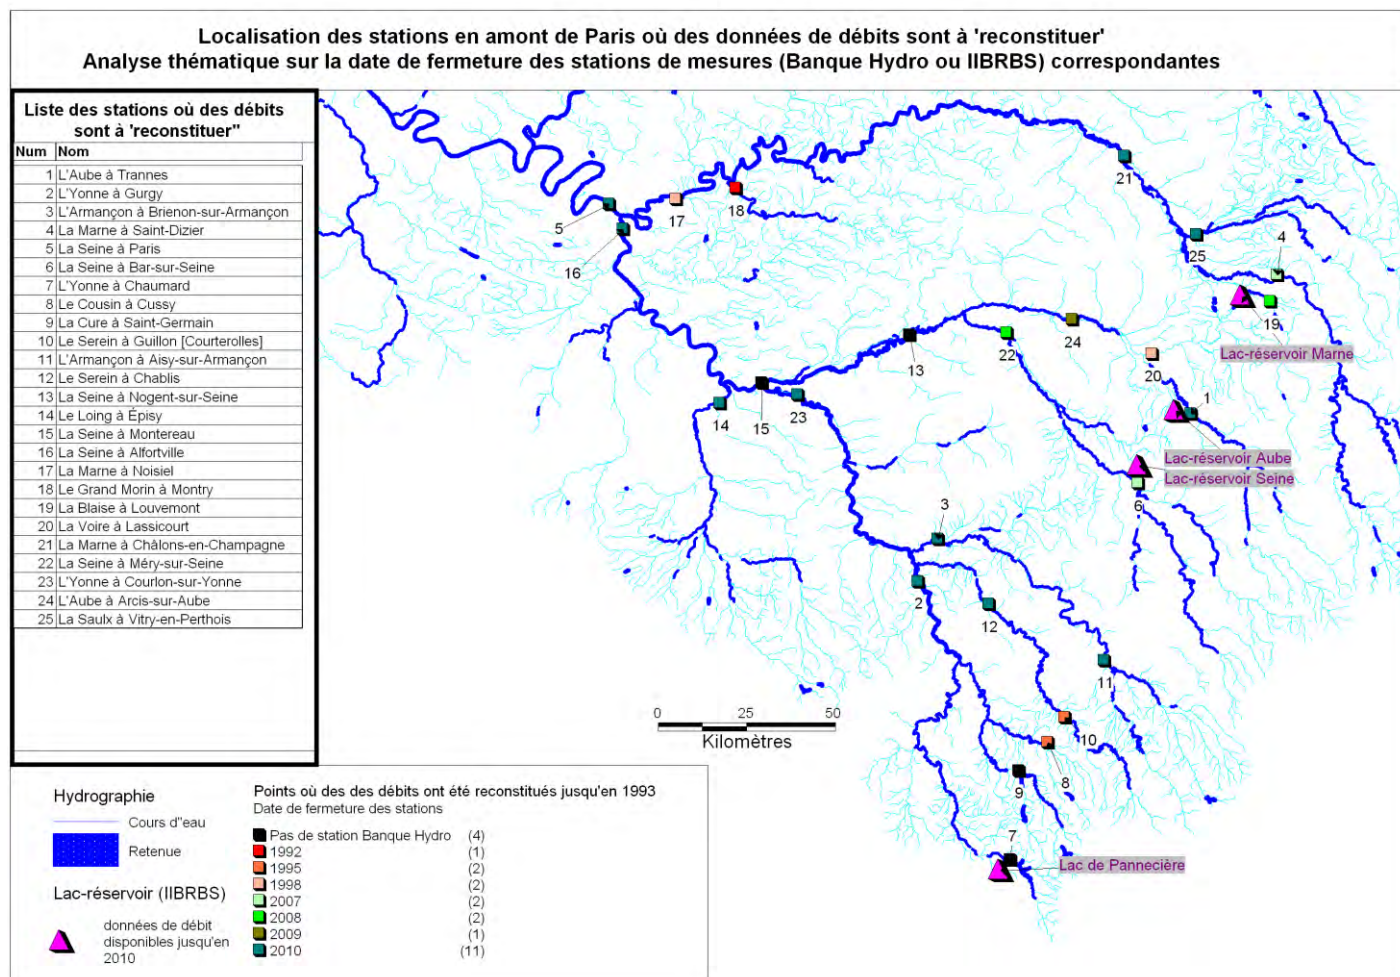 Localisation des stations en amont de Paris où des données de débits sont à 'reconstituer'
Analyse thématique sur la date de fermeture des stations de mesures (Banque Hydro ou IIBRBS) correspondantes
Liste des stations où des débits
sont à 'reconstituer"
Num Nom
1 L'Aube à Trannes
2 L'Yonne à Gurgy
3 L'Armançon à Brienon-sur-Armançon
4 La Marne à Saint-Dizier
5 La Seine à Paris
6 La Seine à Bar-sur-Seine
7 L'Yonne à Chaumard
8 Le Cousin à Cussy
9 La Cure à Saint-Germain
10 Le Serein à Guillon [Courterolles]
11 L'Armançon à Aisy-sur-Armançon
12 Le Serein à Chablis
13 La Seine à Nogent-sur-Seine
14 Le Loing à Épisy
15 La Seine à Montereau
16 La Seine à Alfortville
17 La Marne à Noisiel
18 Le Grand Morin à Montry
19 La Blaise à Louvemont
20 La Voire à Lassicourt
21 La Marne à Châlons-en-Champagne
22 La Seine à Méry-sur-Seine
23 L'Yonne à Courlon-sur-Yonne
24 L'Aube à Arcis-sur-Aube
25 La Saulx à Vitry-en-Perthois
21
17
18
5
25
4
16
19
24
22
13
Lac-réservoir Marne
20
14
15
23
1
Lac-réservoir Aube
Lac-réservoir Seine
6
3
2
12
11
0 25 50
Kilomètres
10
8
9
7
Lac de Pannecière
Hydrographie
Cours d"eau
Retenue
Lac-réservoir (IIBRBS)
données de débit
disponibles jusqu'en
2010
Points où des des débits ont été reconstitués jusqu'en 1993
Date de fermeture des stations
Pas de station Banque Hydro (4)
1992 (1)
1995 (2)
1998 (2)
2007 (2)
2008 (2)
2009 (1)
2010 (11)